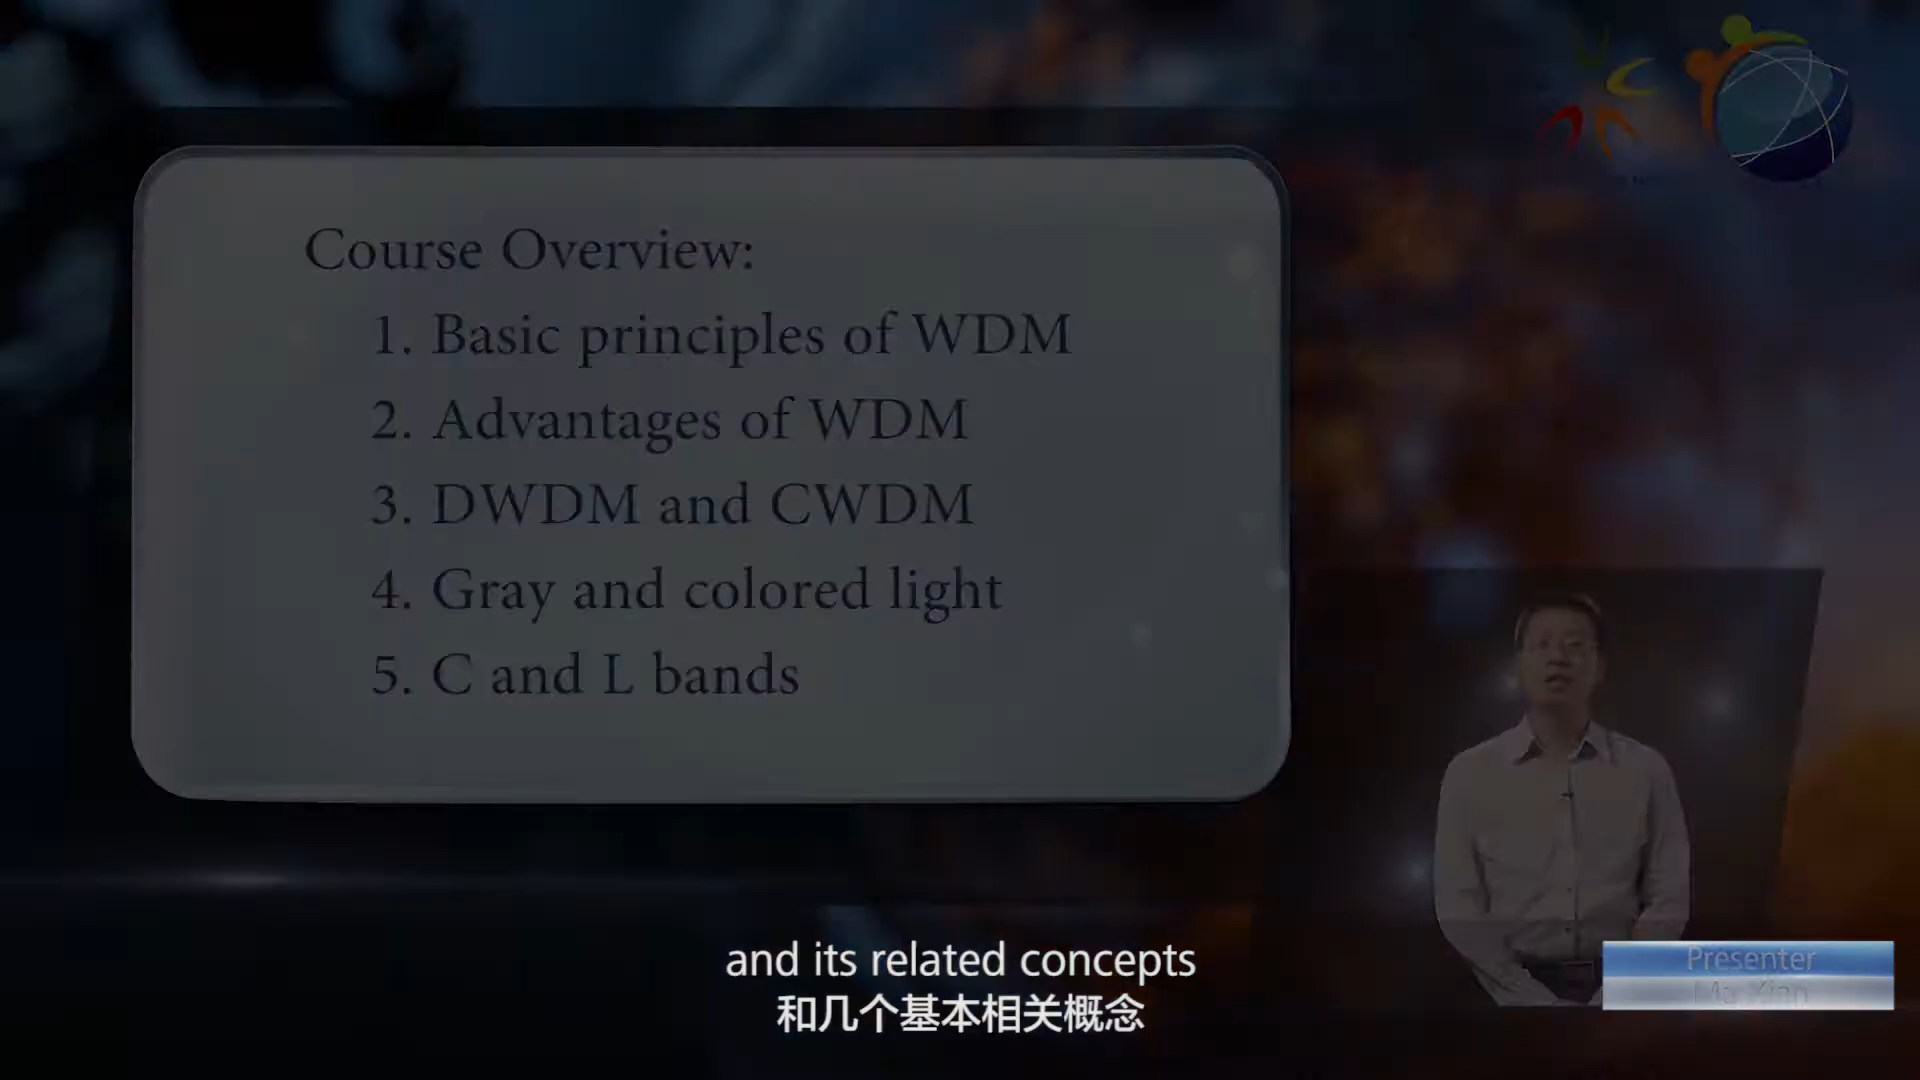 Course Overview:
1. Basic principles of WDM
2. Advantages of WDM
3. DWDM and CWDM
4. Gray and colored light
5. C and L bands
Presenter
and its related concepts
和几个基本相关概念